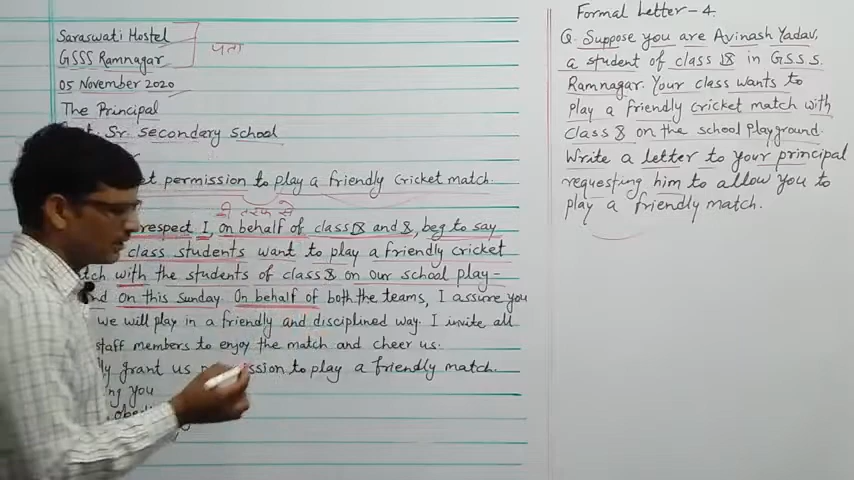 Saraswati Hostel
GSSS Ramnagar
पता
05 November 2020
The Principal
Sr. secondary school
permission to play a friendly cricket match.
की तरफ से
respect I, on behalf of class IX and X, beg to say
class students want to play a friendly cricket
with the students of class X on our school play-
on this sunday. On behalf of both the teams, I assure you
we will play in a friendly and disciplined way. I invite all
staff members to enjoy the match and cheer us.
grant us to play a friendly match.
you
Formal Letter-4.
Q. Suppose you are Avinash Yadav,
a student of class IX in G.S.S.S.
Ramnagar. Your class wants to
play a friendly cricket match with
class X on the school playground.
Write a letter to your principal
requesting him to allow you to
play a friendly match.